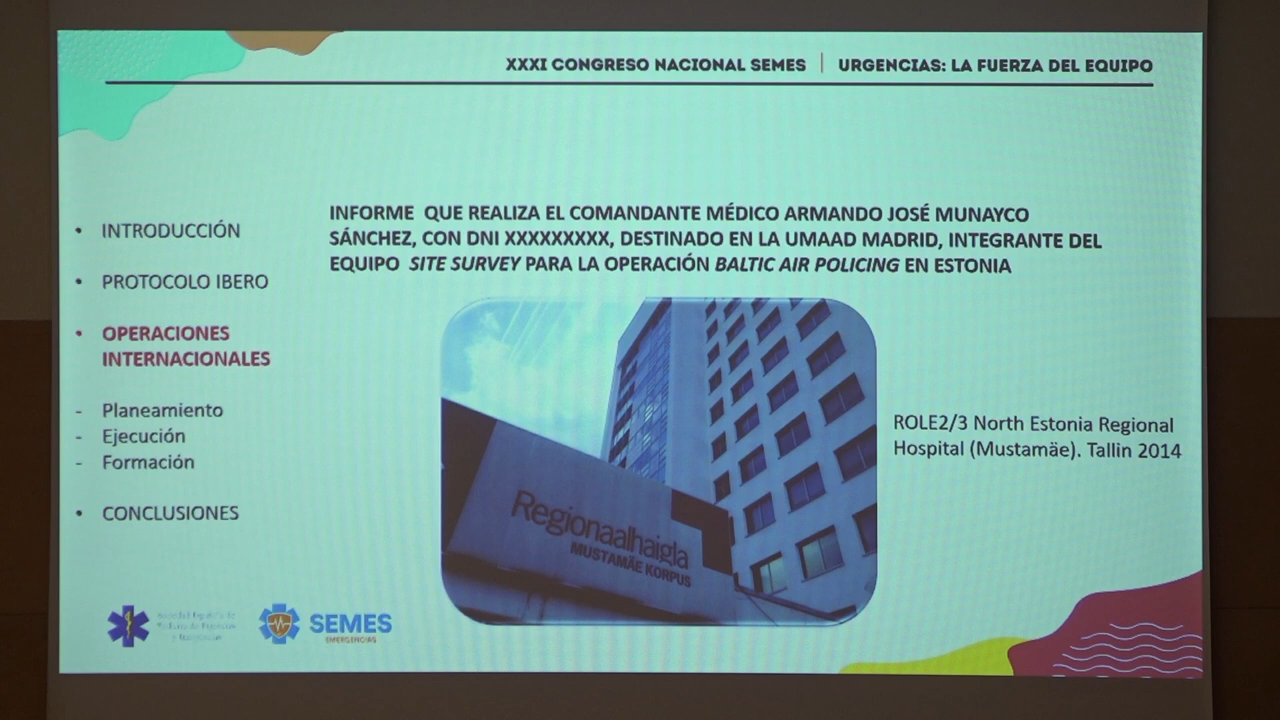 XXXI CONGRESO NACIONAL SEMES | URGENCIAS: LA FUERZA DEL EQUIPO
• INTRODUCCIÓN
• PROTOCOLO IBERO
• OPERACIONES
INTERNACIONALES
- Planeamiento
- Ejecución
- Formación
• CONCLUSIONES
INFORME QUE REALIZA EL COMANDANTE MÉDICO ARMANDO JOSÉ MUNAYCO
SÁNCHEZ, CON DNI XXXXXXXXX, DESTINADO EN LA UMAAD MADRID, INTEGRANTE DEL
EQUIPO SITE SURVEY PARA LA OPERACIÓN BALTIC AIR POLICING EN ESTONIA
Regionaalhaigla
MUSTAMÄE KORPUS
ROLE2/3 North Estonia Regional
Hospital (Mustamäe). Tallin 2014
SEMES
EMERGENCIAS